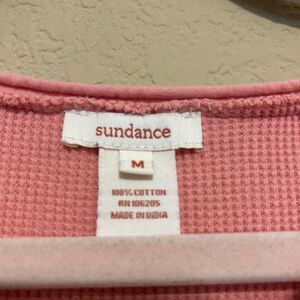 sundance
M
100% COTTON
RN 106205
MADE IN INDIA